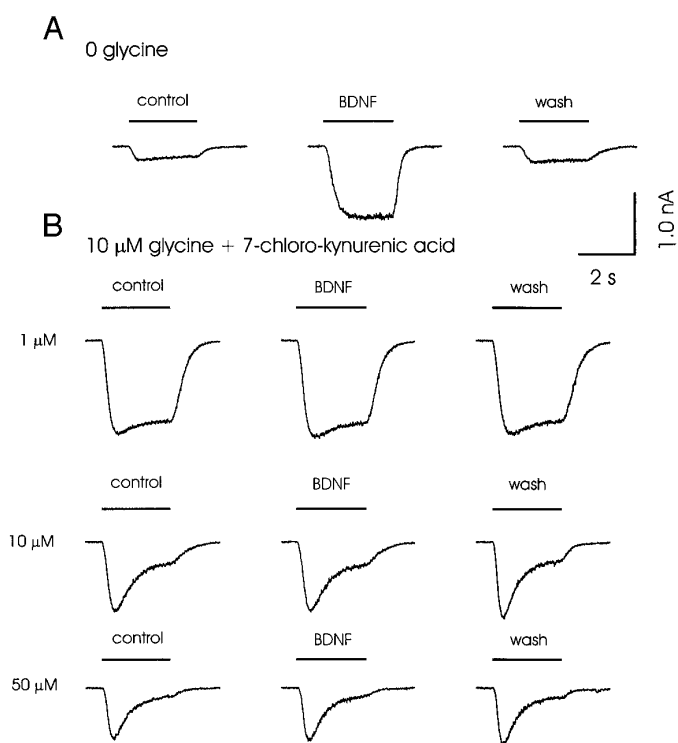 A
0 glycine
control BDNF wash
1.0 nA
2 s
B
10 μM glycine + 7-chloro-kynurenic acid
control BDNF wash
1 μM
control BDNF wash
10 μM
control BDNF wash
50 μM